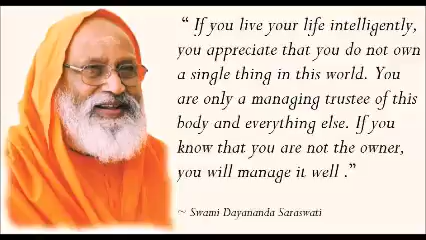 “ If you live your life intelligently,
you appreciate that you do not own
a single thing in this world. You
are only a managing trustee of this
body and everything else. If you
know that you are not the owner,
you will manage it well .”
~ Swami Dayananda Saraswati